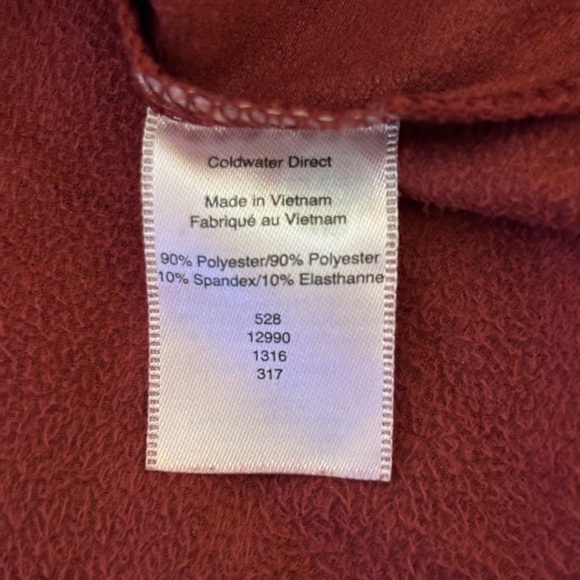 Coldwater Direct
Made in Vietnam
Fabriqué au Vietnam
90% Polyester/90% Polyester
10% Spandex/10% Elasthanne
528
12990
1316
317